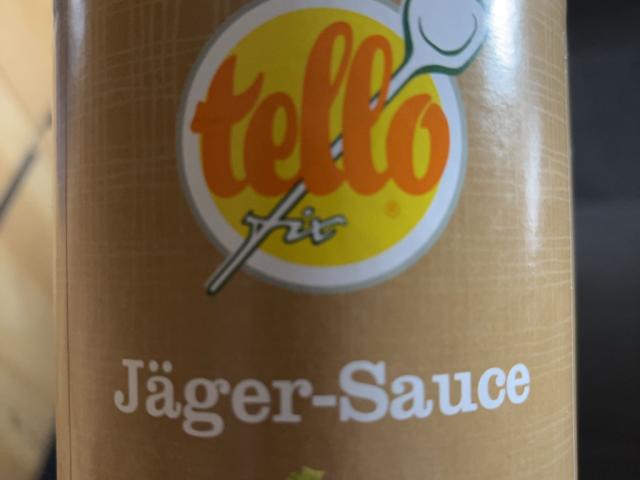 tello
fix ®
Jäger-Sauce